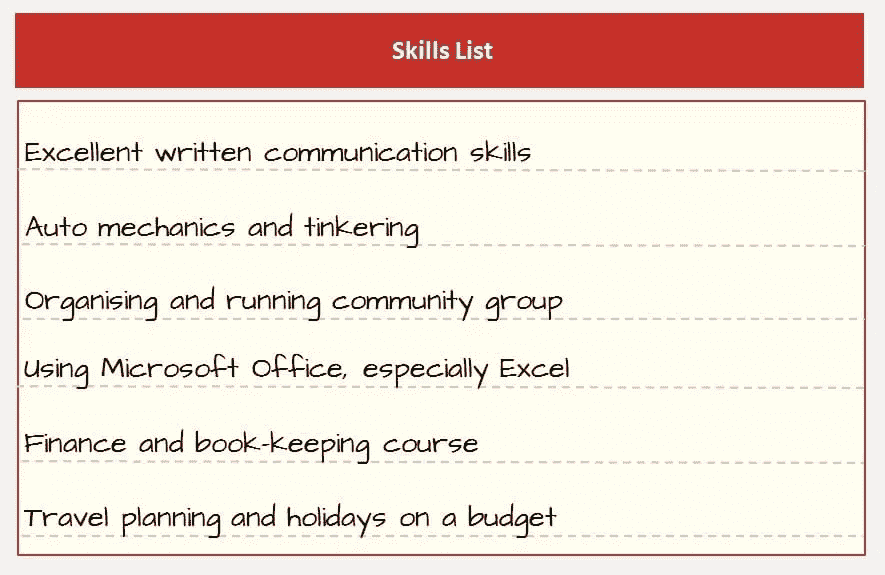 Skills List
Excellent written communication skills
Auto mechanics and tinkering
Organising and running community group
Using Microsoft Office, especially Excel
Finance and book-keeping course
Travel planning and holidays on a budget